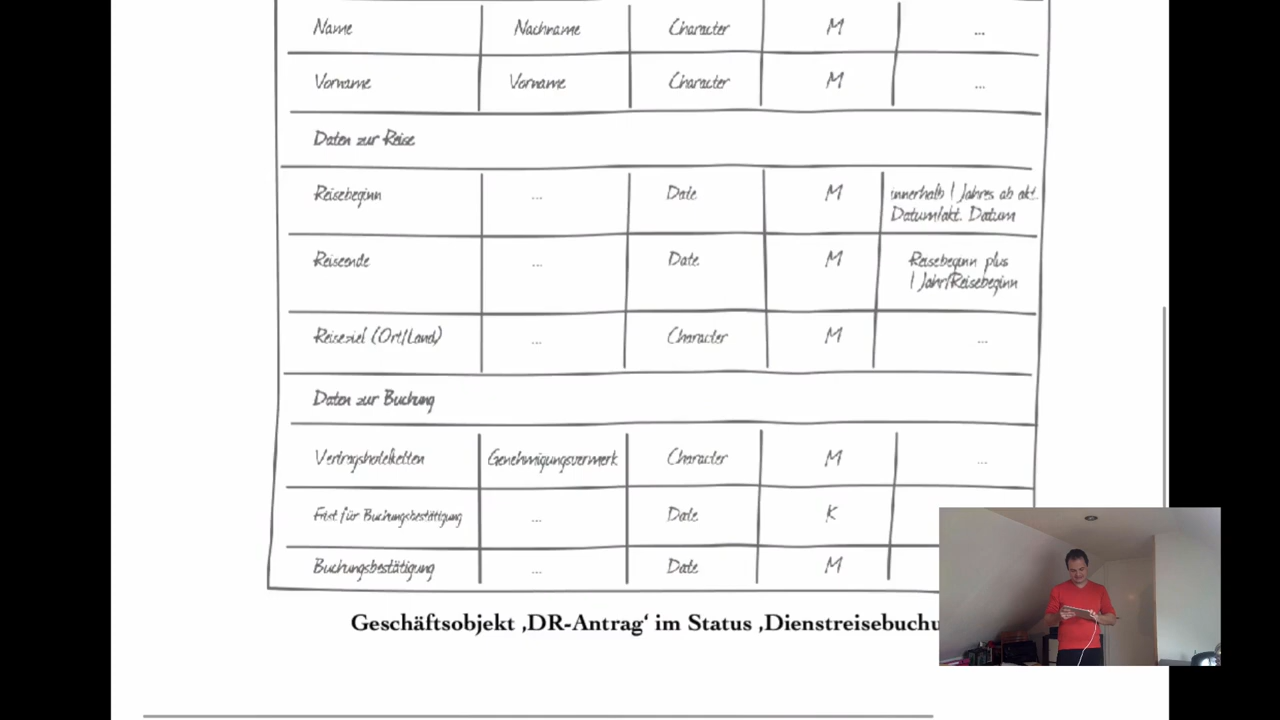 Name Nachname Character M ...
Vorname Vorname Character M ...
Daten zur Reise
Reisebeginn ... Date M innerhalb 1 Jahres ab akt.
Datum/akt. Datum
Reiseende ... Date M Reisebeginn plus
1 Jahr/Reisebeginn
Reiseziel (Ort/Land) ... Character M ...
Daten zur Buchung
Vertragshotelketten Genehmigungsvermerk Character M ...
Frist für Buchungsbestätigung ... Date K
Buchungsbestätigung ... Date M
Geschäftsobjekt ‚DR-Antrag‘ im Status ‚Dienstreisebuchu